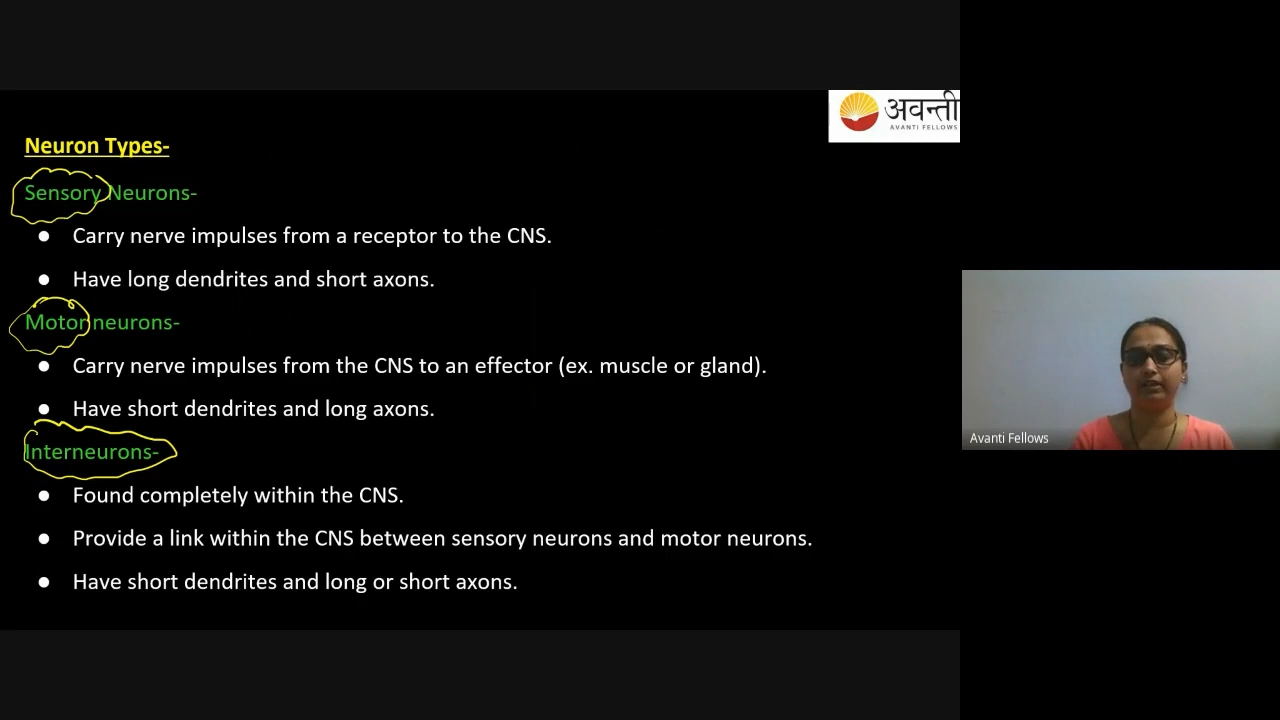 अवन्ती
AVANTI FELLOWS
Neuron Types-
Sensory Neurons-
● Carry nerve impulses from a receptor to the CNS.
● Have long dendrites and short axons.
Motor neurons-
● Carry nerve impulses from the CNS to an effector (ex. muscle or gland).
● Have short dendrites and long axons.
Interneurons-
● Found completely within the CNS.
● Provide a link within the CNS between sensory neurons and motor neurons.
● Have short dendrites and long or short axons.
Avanti Fellows